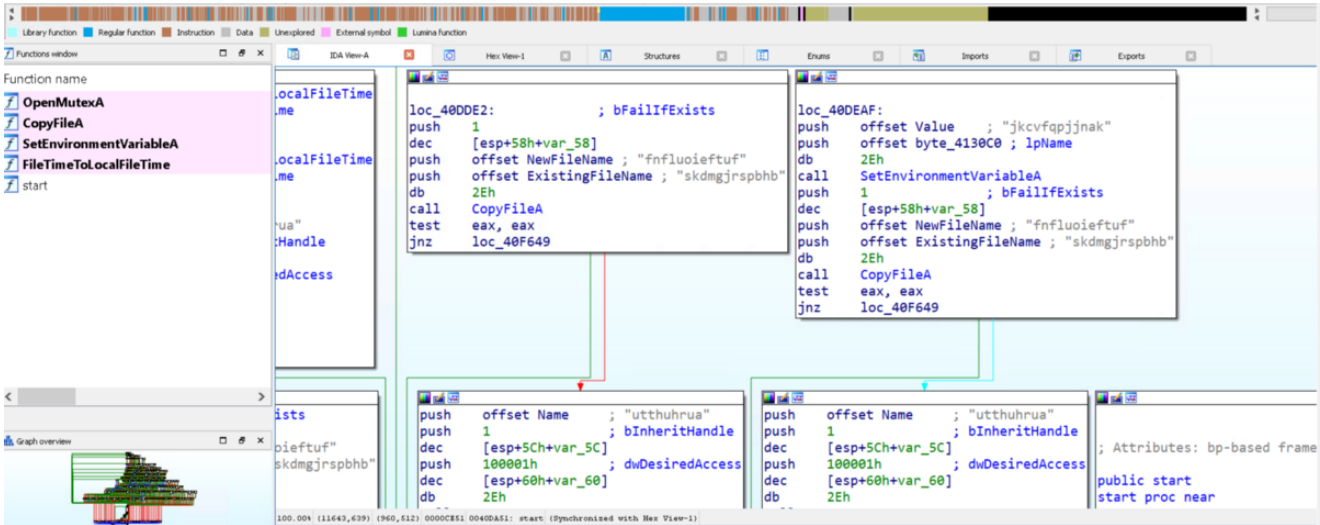 Library function Regular function Instruction Data Unexplored External symbol Lumina function
Functions window
Function name
OpenMutexA
CopyFileA
SetEnvironmentVariableA
FileTimeToLocalFileTime
start
Graph overview
IDA View-A Hex View-1 Structures Enums Imports Exports
ocalFileTime
me
ocalFileTime
me
rua"
tHandle
edAccess
loc_40DDE2: ; bFailIfExists
push 1
dec [esp+58h+var_58]
push offset NewFileName ; "fnfluoieftuf"
push offset ExistingFileName ; "skdmgjrspbhb"
db 2Eh
call CopyFileA
test eax, eax
jnz loc_40F649
loc_40DEAF:
push offset Value ; "jkcvfqpjjnak"
push offset byte_4130C0 ; lpName
db 2Eh
call SetEnvironmentVariableA
push 1 ; bFailIfExists
dec [esp+58h+var_58]
push offset NewFileName ; "fnfluoieftuf"
push offset ExistingFileName ; "skdmgjrspbhb"
db 2Eh
call CopyFileA
test eax, eax
jnz loc_40F649
ists
oieftuf"
skdmgjrspbhb"
push offset Name ; "utthuhrua"
push 1 ; bInheritHandle
dec [esp+5Ch+var_5C]
push 100001h ; dwDesiredAccess
dec [esp+60h+var_60]
db 2Eh
push offset Name ; "utthuhrua"
push 1 ; bInheritHandle
dec [esp+5Ch+var_5C]
push 100001h ; dwDesiredAccess
dec [esp+60h+var_60]
db 2Eh
; Attributes: bp-based frame
public start
start proc near
100.00% (11643,639) (960,512) 0000CE51 0040DA51: start (Synchronized with Hex View-1)